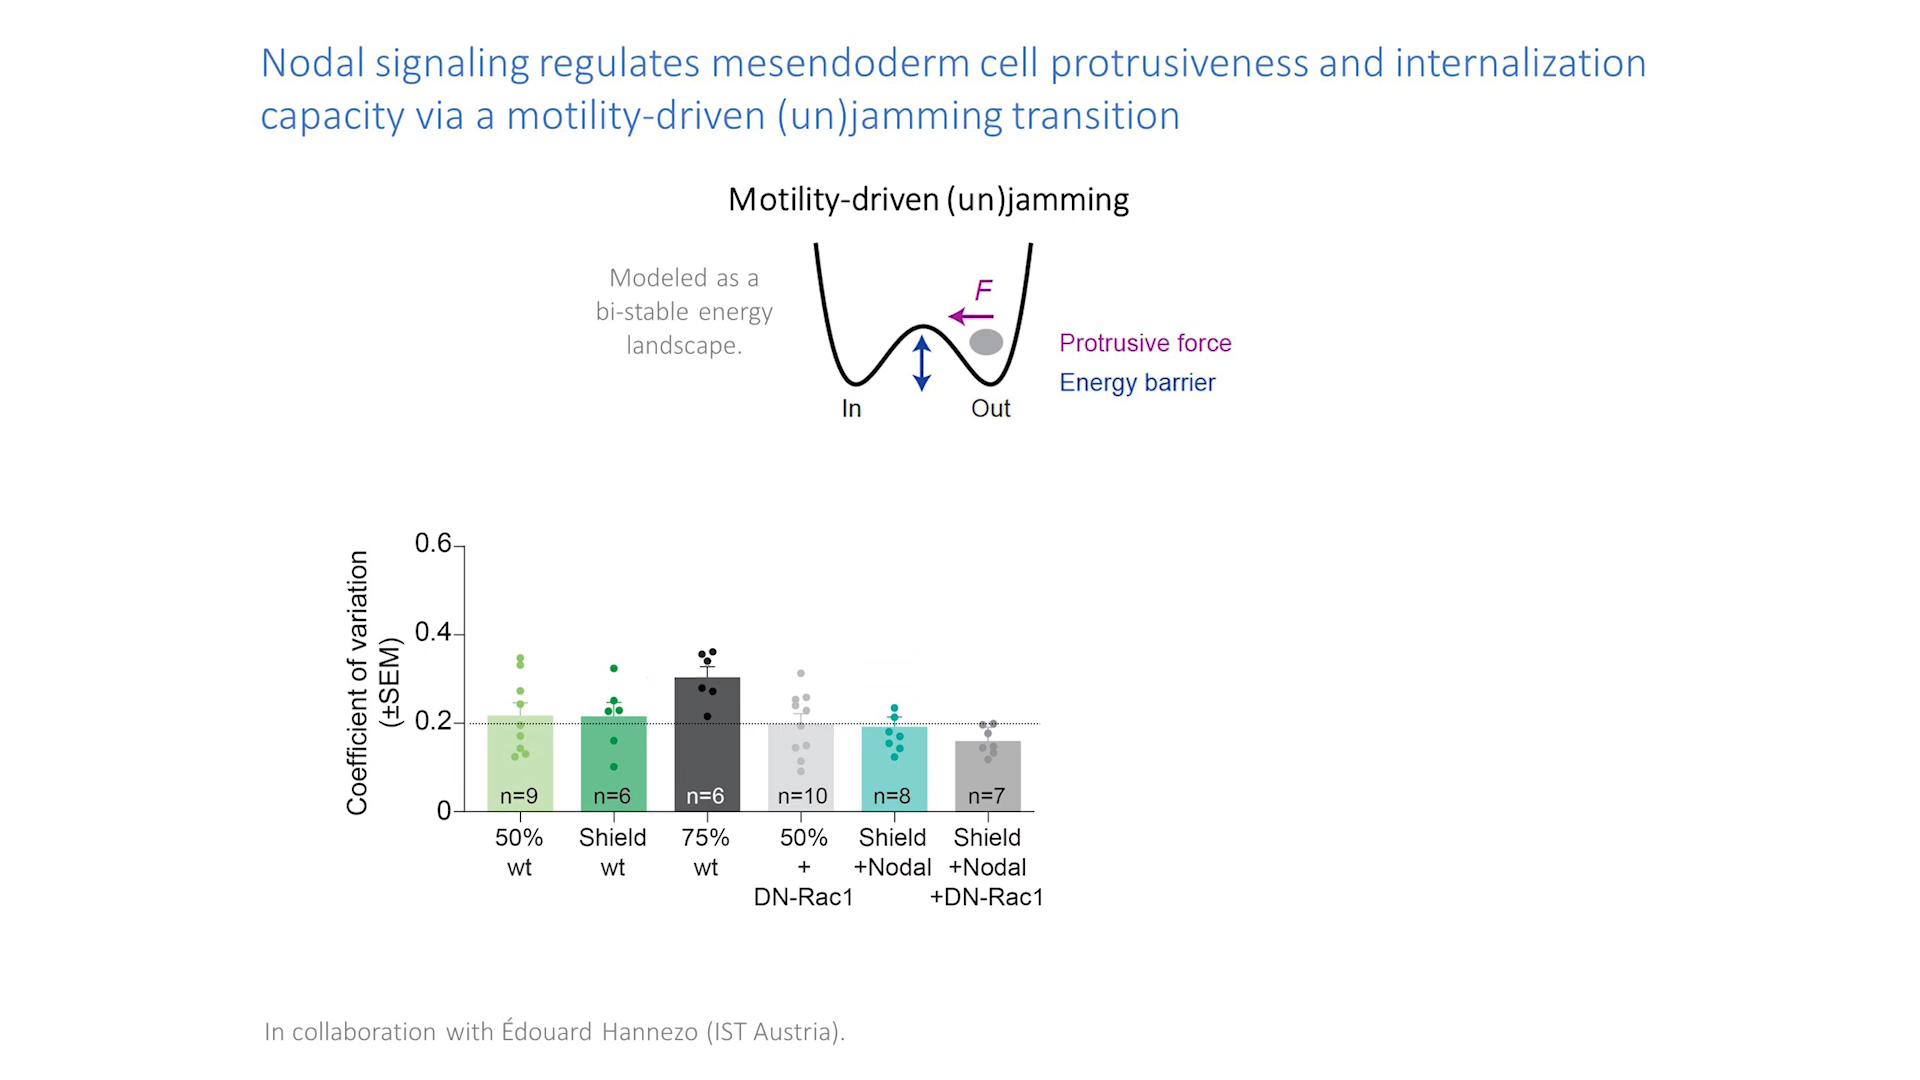 Nodal signaling regulates mesendoderm cell protrusiveness and internalization
capacity via a motility-driven (un)jamming transition
Motility-driven (un)jamming
Modeled as a
bi-stable energy
landscape.
F
Protrusive force
Energy barrier
In
Out
Coefficient of variation
(±SEM)
0.6
0.4
0.2
0
n=9
n=6
n=6
n=10
n=8
n=7
50%
wt
Shield
wt
75%
wt
50%
+
DN-Rac1
Shield
+Nodal
Shield
+Nodal
+DN-Rac1
In collaboration with Édouard Hannezo (IST Austria).